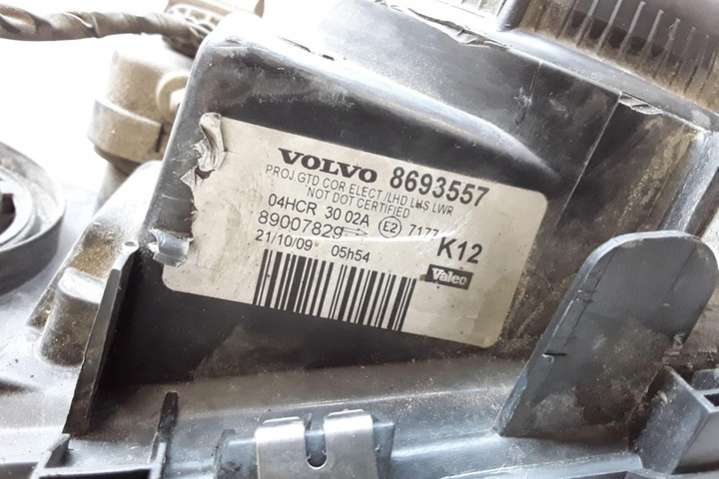 VOLVO 8693557
PROJ.GTD COR ELECT /LHD LHS LWR
NOT DOT CERTIFIED
04HCR 30 02A E2 7177
89007829 K12
21/10/09 05h54
Valeo